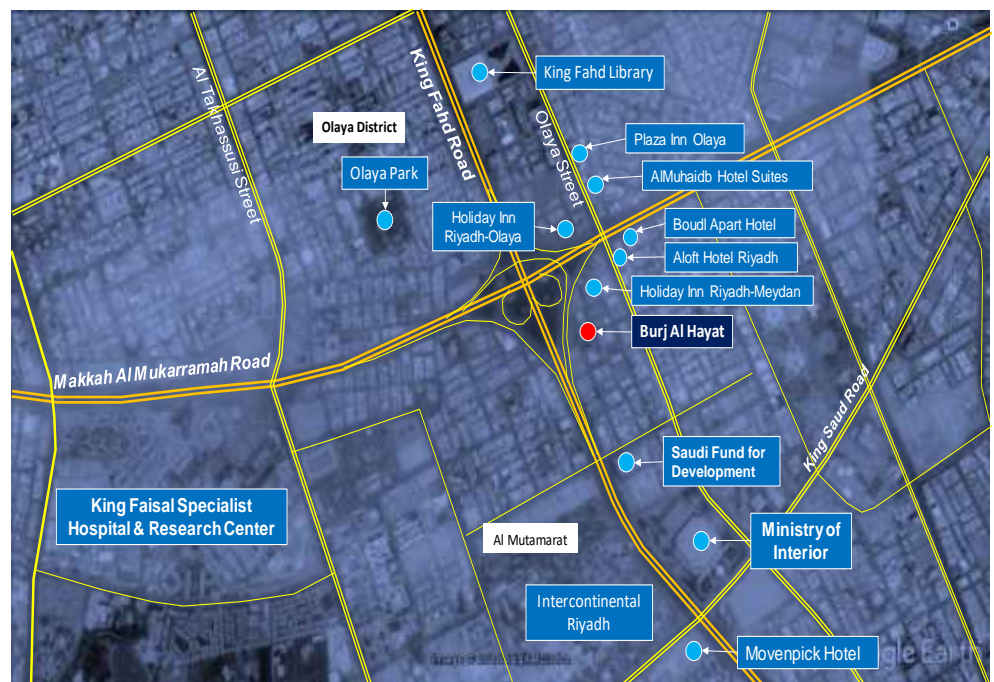 King Fahd Library
King Fahd Road
Al Takhassusi Street
Olaya District
Olaya Street
Plaza Inn Olaya
Olaya Park
AlMuhaidb Hotel Suites
Holiday Inn
Riyadh-Olaya
Boudl Apart Hotel
Aloft Hotel Riyadh
Holiday Inn Riyadh-Meydan
Burj Al Hayat
Makkah Al Mukarramah Road
King Saud Road
Saudi Fund for
Development
King Faisal Specialist
Hospital & Research Center
Al Mutamarat
Ministry of
Interior
Intercontinental
Riyadh
Movenpick Hotel
gle Earth